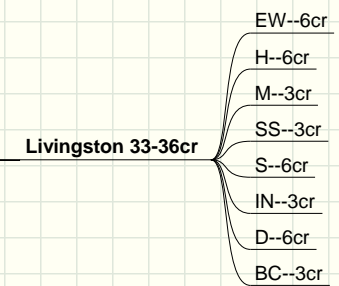 Livingston 33-36cr
EW--6cr
H--6cr
M--3cr
SS--3cr
S--6cr
IN--3cr
D--6cr
BC--3cr